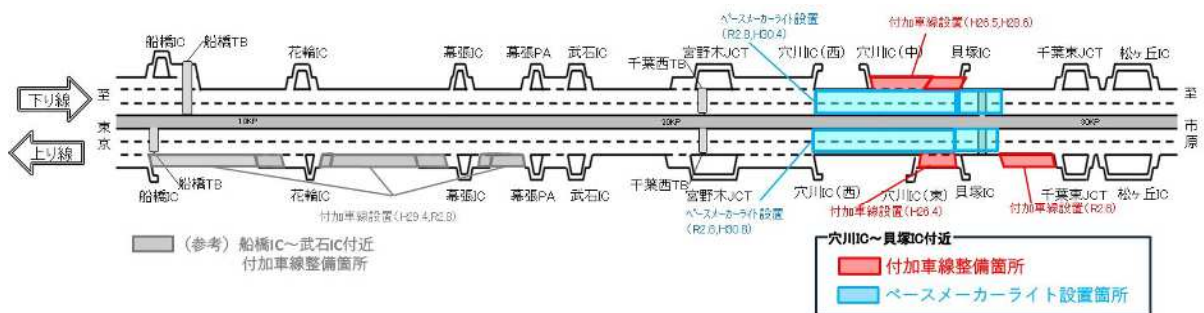 ペースメーカーライト設置
(R2.8,H30.4)
付加車線設置(H26.5,H28.6)
船橋IC
船橋TB
花輪IC
幕張IC
幕張PA
武石IC
千葉西TB
宮野木JCT
穴川IC(西)
穴川IC(中)
貝塚IC
千葉東JCT
松ヶ丘IC
下り線
至
東
京
上り線
10KP
20KP
30KP
至
市
原
船橋IC
船橋TB
花輪IC
幕張IC
幕張PA
武石IC
千葉西TB
宮野木JCT
穴川IC(西)
穴川IC(東)
貝塚IC
千葉東JCT
松ヶ丘IC
付加車線設置(H29.4,R2.8)
ペースメーカーライト設置
(R2.8,H30.8)
付加車線設置(H26.4)
付加車線設置(R2.8)
(参考) 船橋IC~武石IC付近
付加車線整備箇所
穴川IC~貝塚IC付近
付加車線整備箇所
ペースメーカーライト設置箇所